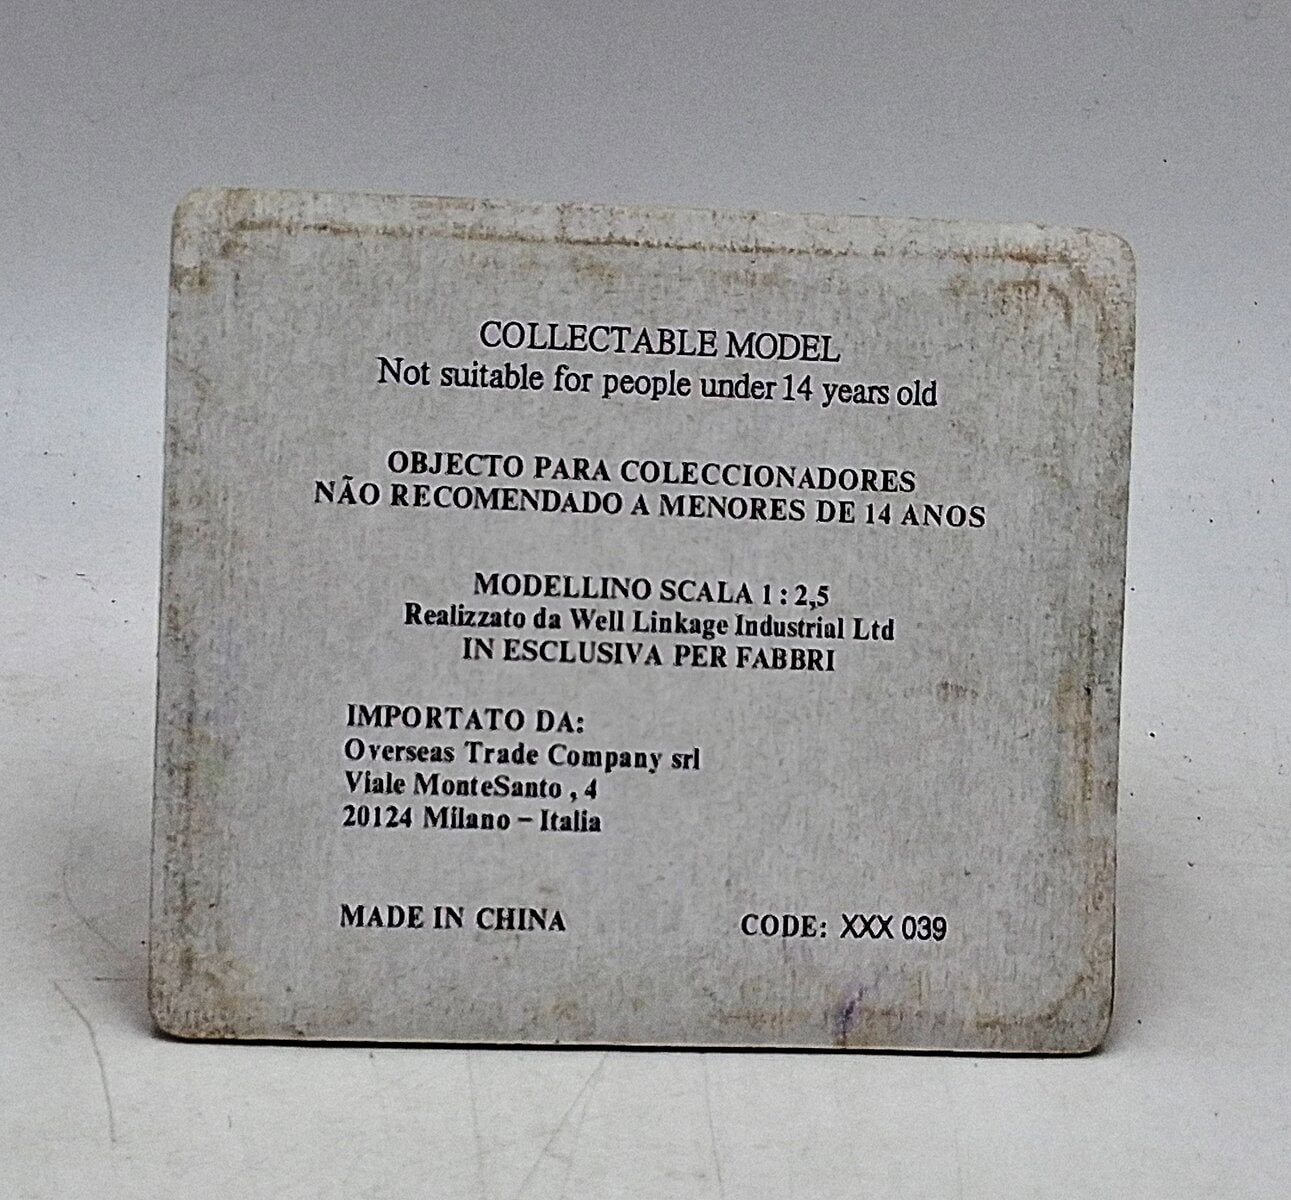 COLLECTABLE MODEL
Not suitable for people under 14 years old
OBJECTO PARA COLECCIONADORES
NÃO RECOMENDADO A MENORES DE 14 ANOS
MODELLINO SCALA 1 : 2,5
Realizzato da Well Linkage Industrial Ltd
IN ESCLUSIVA PER FABBRI
IMPORTATO DA:
Overseas Trade Company srl
Viale MonteSanto , 4
20124 Milano – Italia
MADE IN CHINA CODE: XXX 039